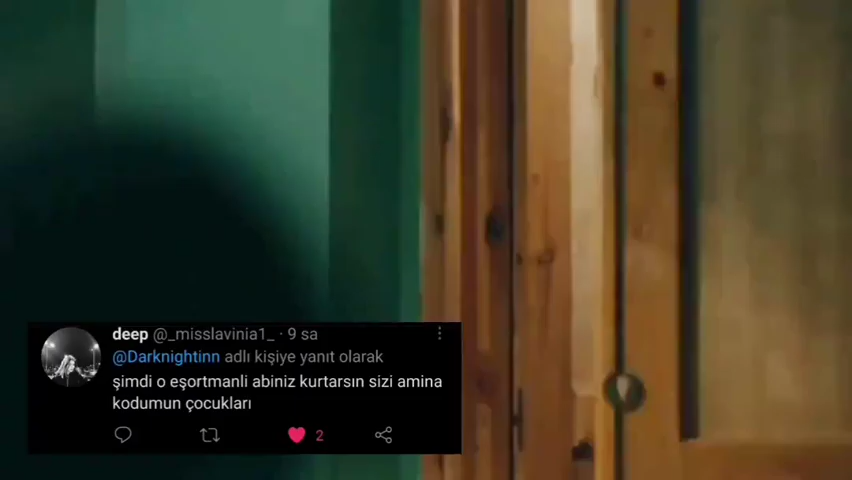 deep @_misslavinia1_ · 9 sa
@Darknightinn adlı kişiye yanıt olarak
şimdi o eşortmanli abiniz kurtarsın sizi amina
kodumun çocukları
2